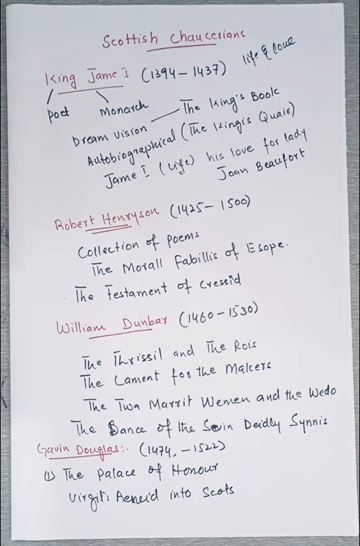 Scottish Chaucerians
King Jame I (1394-1437) life & love
poet Monarch
Dream Vision The King's Book
Autobiographical (The Kingis Quair)
Jame I (Life) his love for lady
Joan Beaufort
Robert Henryson (1425-1500)
Collection of poems
The Morall Fabillis of Esope.
The Testament of Cressid
William Dunbar (1460-1530)
The Thrissil and The Rois
The Lament for the Makers
The Twa Marrit Wemen and the Wedo
The Dance of the Sevin Deidly Synnis
Gavin Douglas:. (1474, -1522)
(1) The Palace of Honour
Virgil's Aeneid into Scots